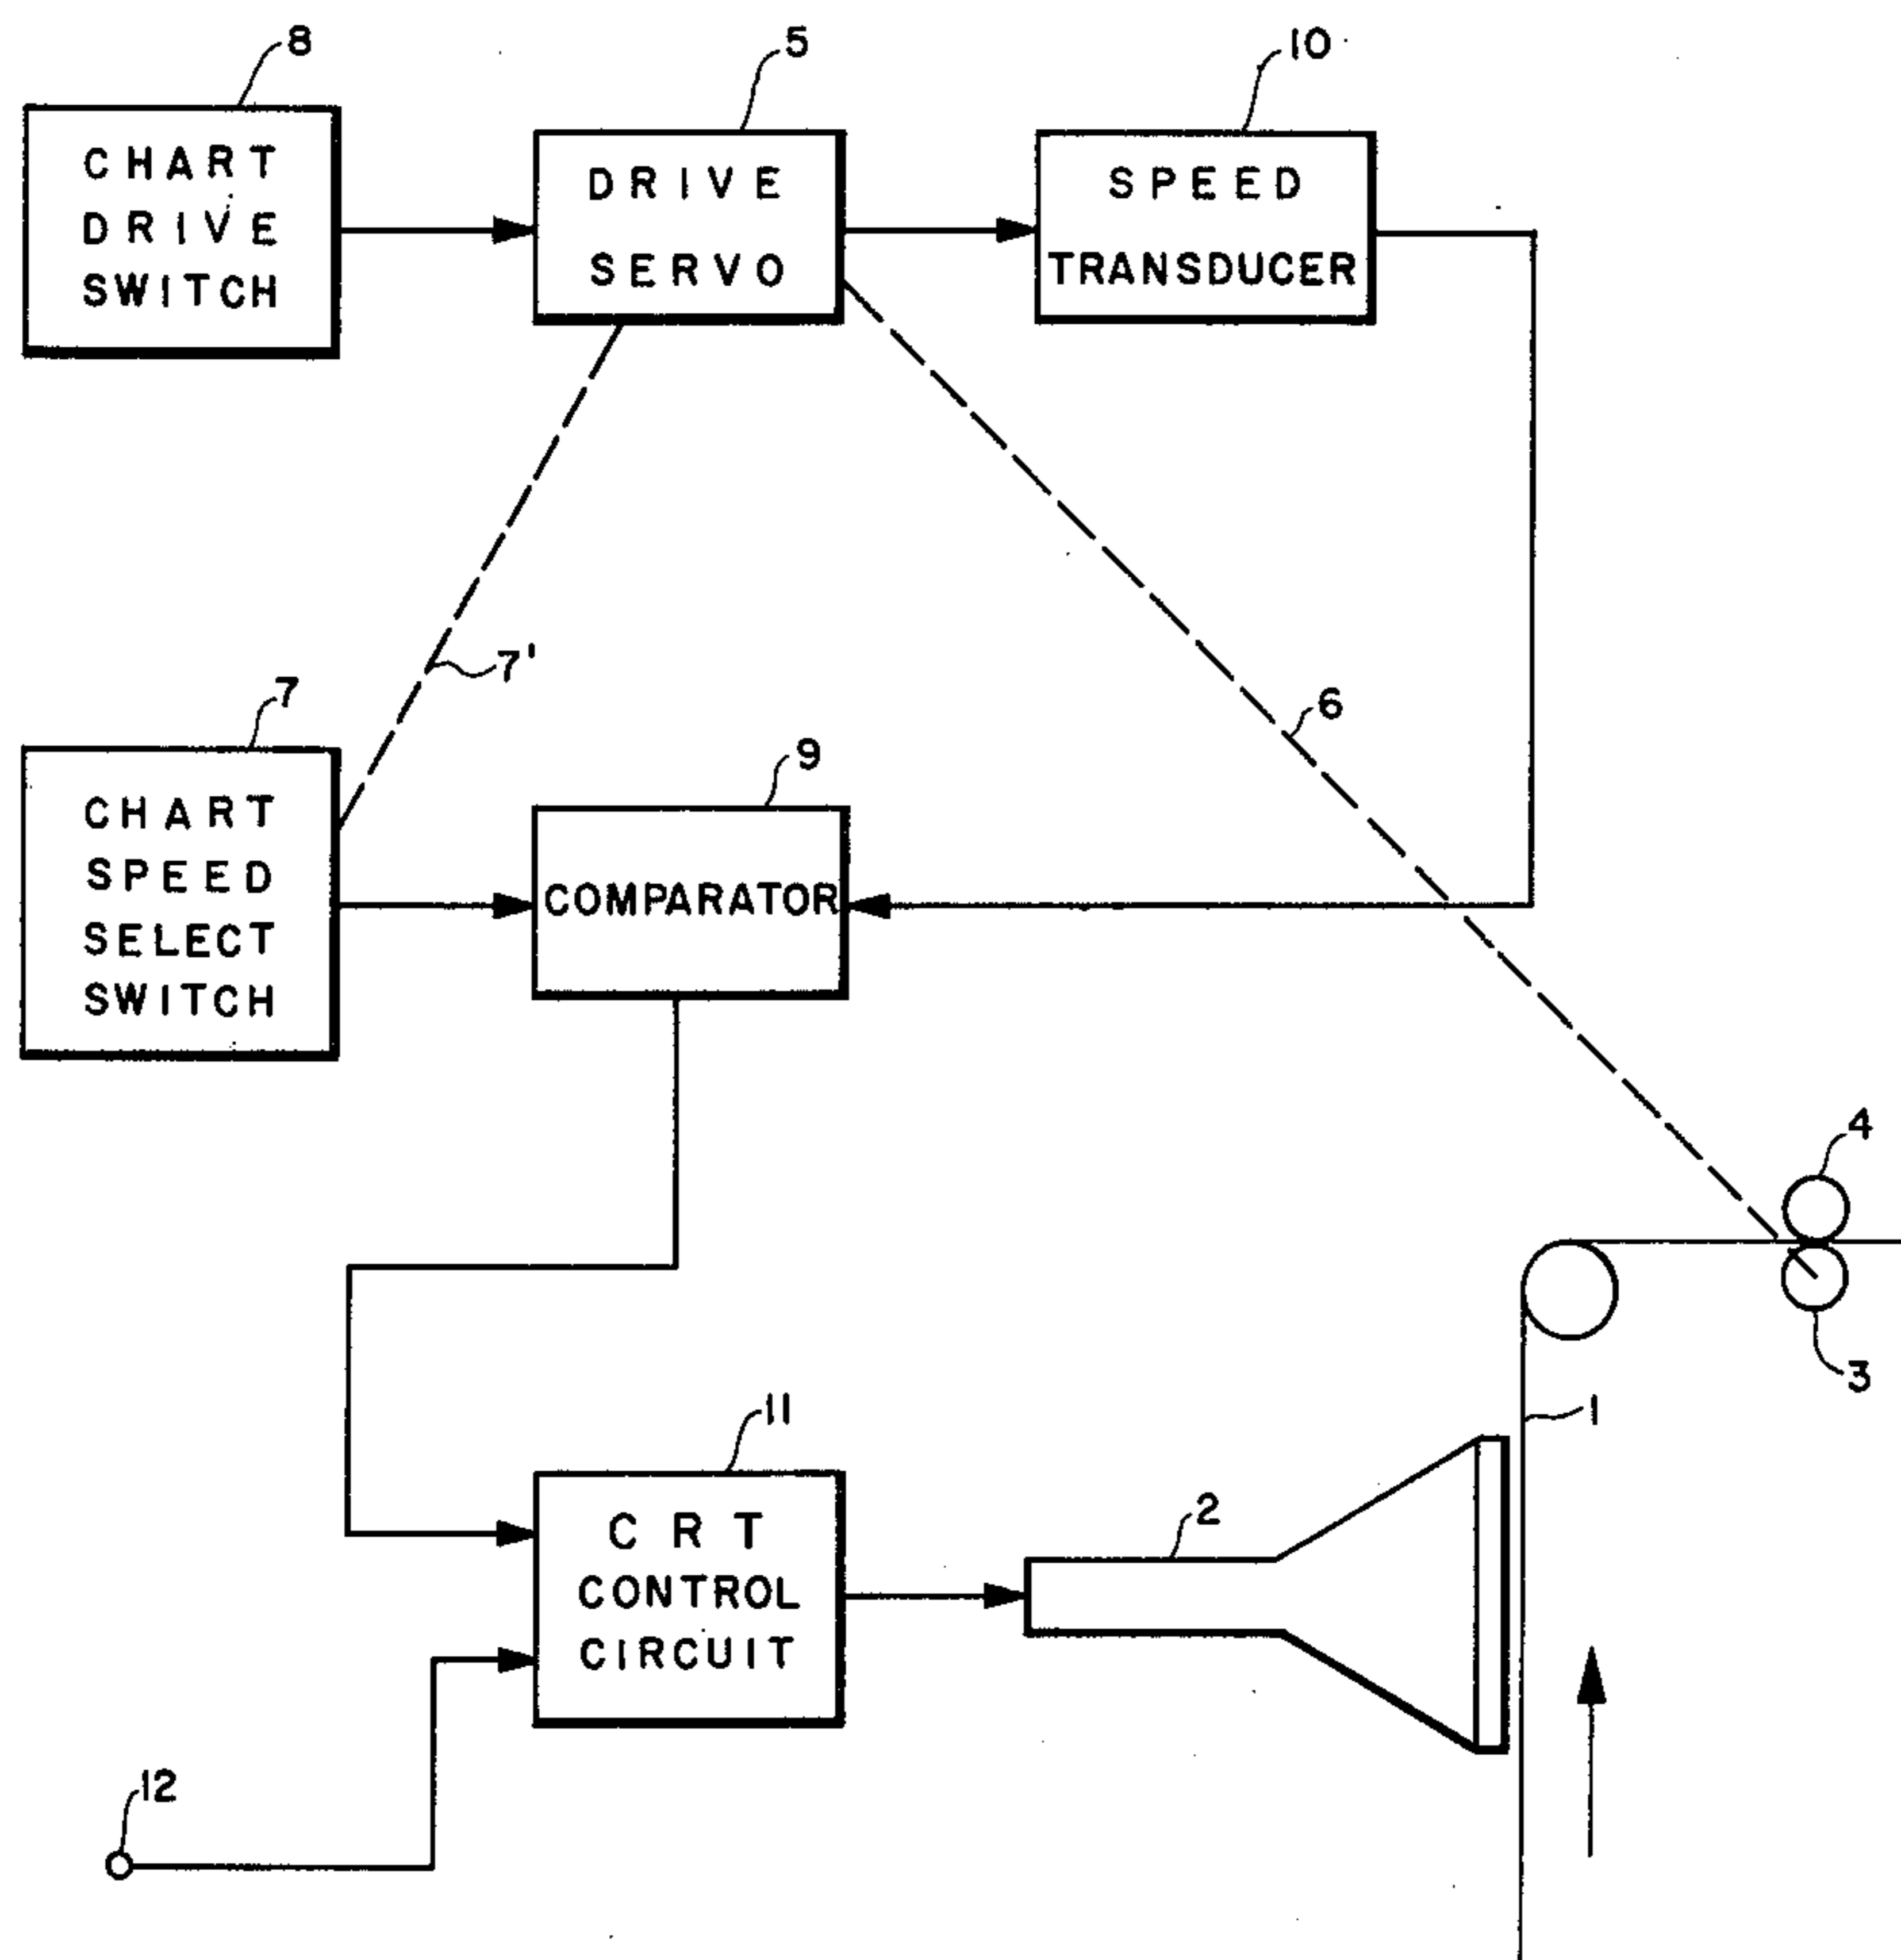 8
5
10
CHART
DRIVE
SWITCH
DRIVE
SERVO
SPEED
TRANSDUCER
7'
6
7
9
CHART
SPEED
SELECT
SWITCH
COMPARATOR
4
3
1
11
2
CRT
CONTROL
CIRCUIT
12